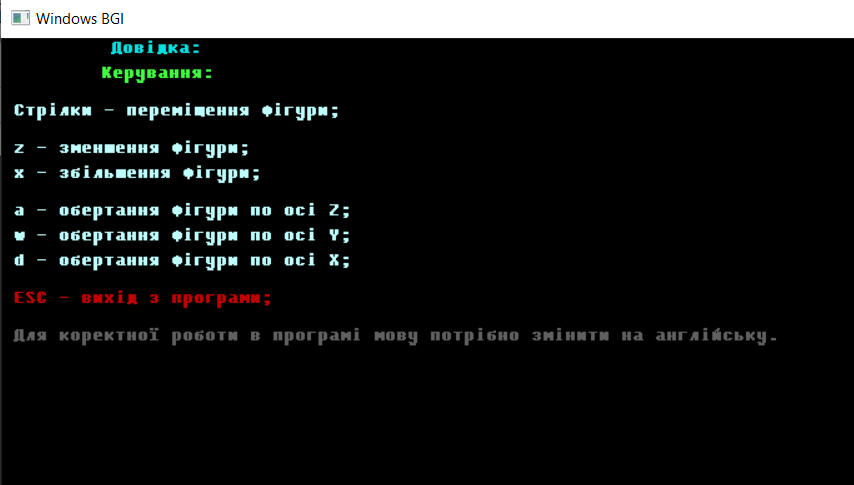 Windows BGI
Довідка:
Керування:
Стрілки - переміщення фігури;
z - зменшення фігури;
x - збільшення фігури;
a - обертання фігури по осі Z;
w - обертання фігури по осі Y;
d - обертання фігури по осі X;
ESC - вихід з програми;
Для коректної роботи в програмі мову потрібно змінити на англійську.